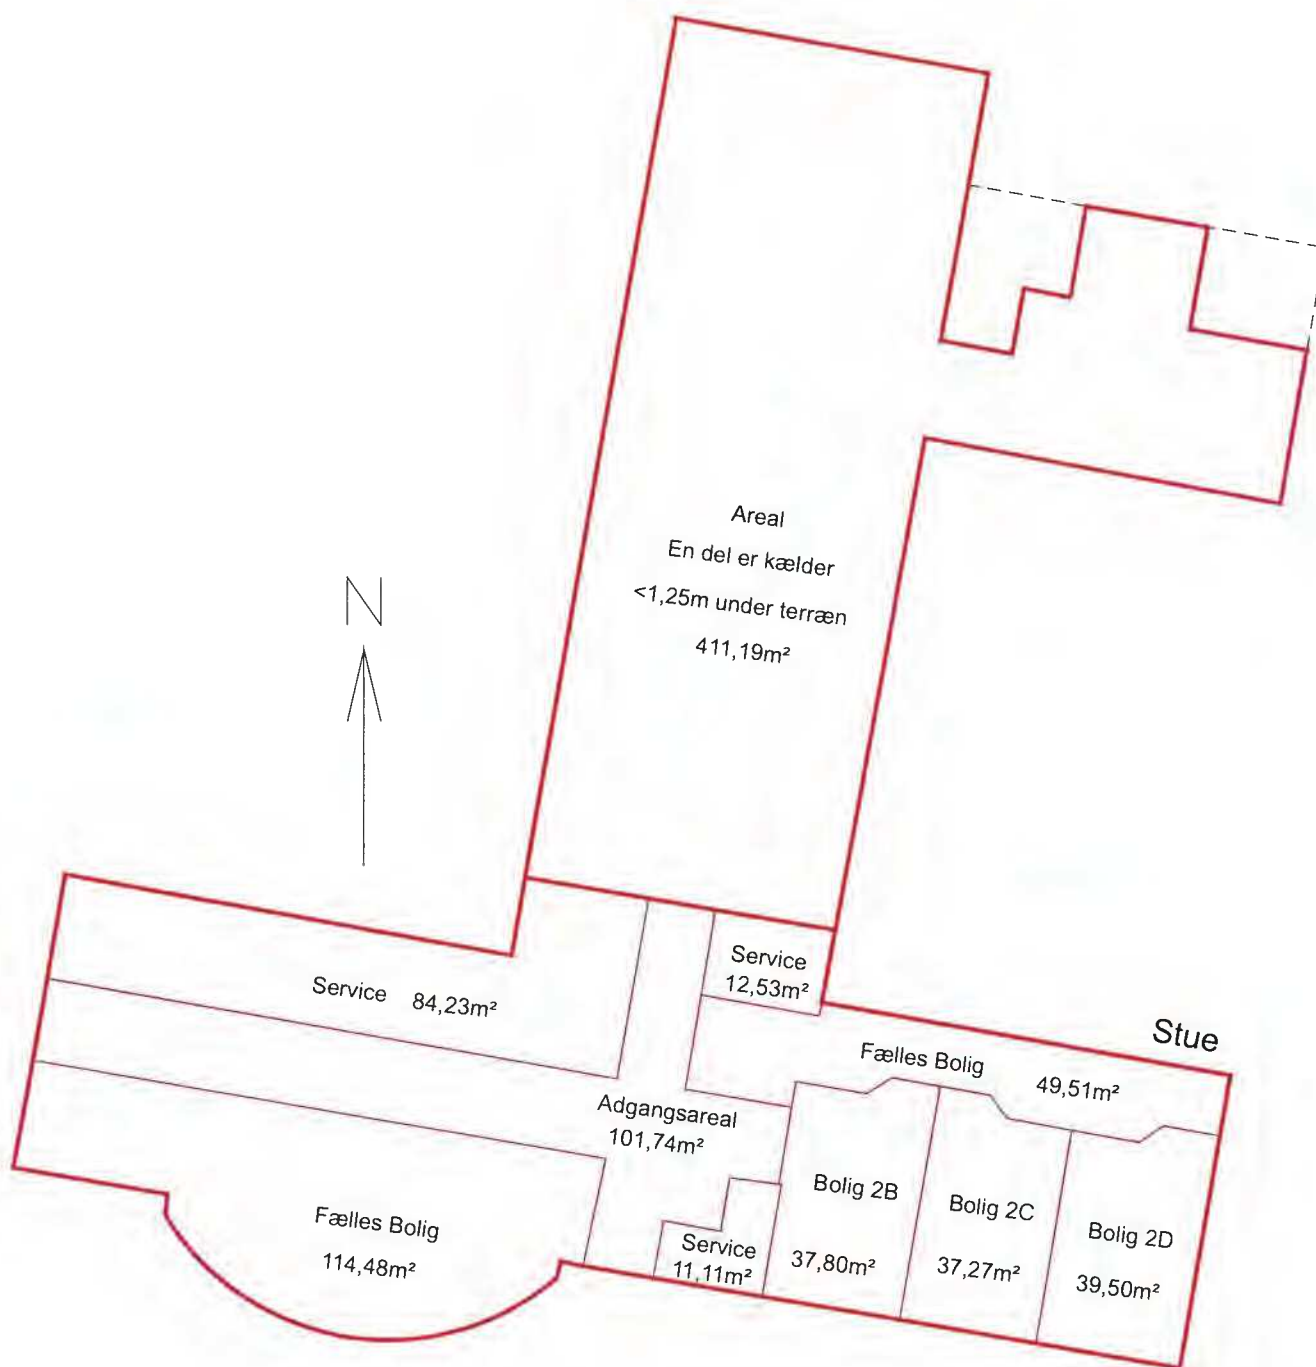 Areal
En del er kælder
<1,25m under terræn
411,19m²
N
Service 84,23m²
Service
12,53m²
Stue
Fælles Bolig 49,51m²
Adgangsareal
101,74m²
Fælles Bolig
114,48m²
Service
11,11m²
Bolig 2B
37,80m²
Bolig 2C
37,27m²
Bolig 2D
39,50m²